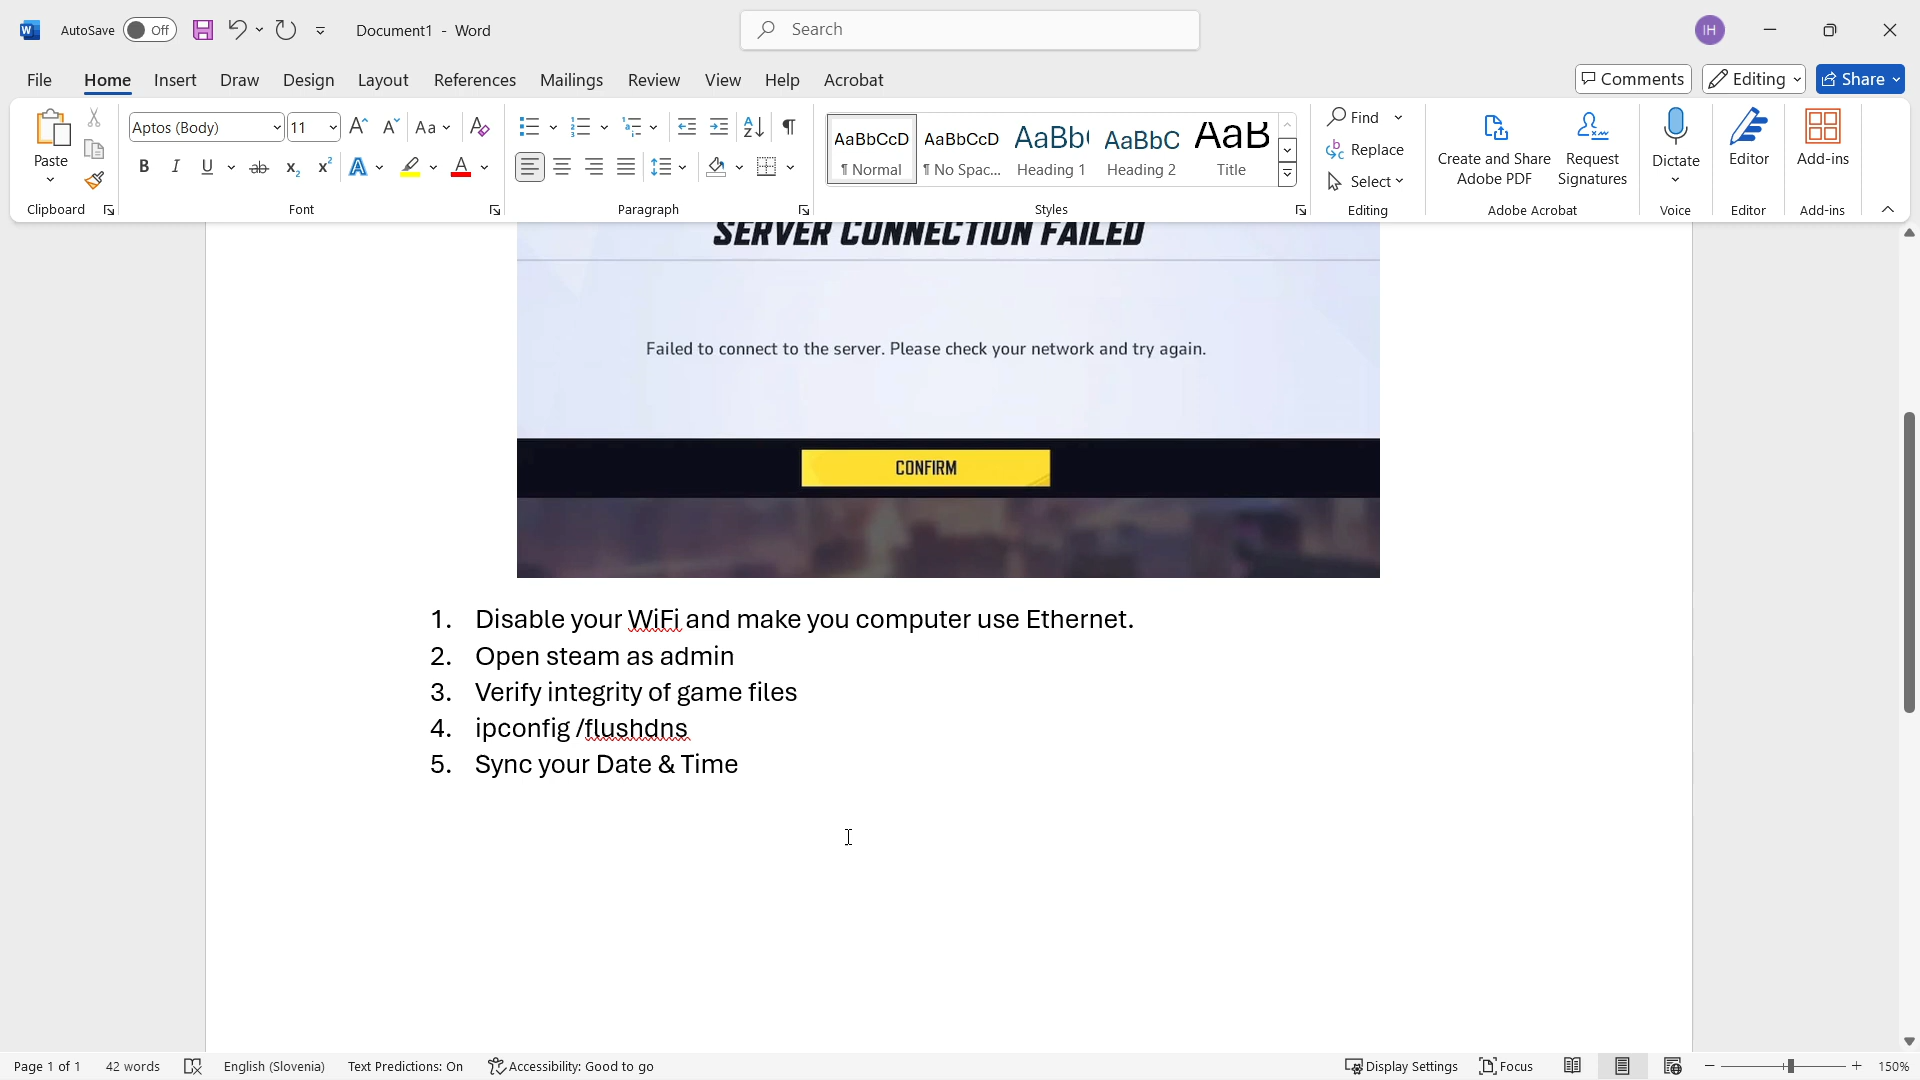 AutoSave Off Document1 - Word Search IH
File Home Insert Draw Design Layout References Mailings Review View Help Acrobat Comments Editing Share
Aptos (Body) 11 Aa AaBbCcD AaBbCcD AaBb( AaBbC AaB Find
Paste ¶ Normal ¶ No Spac... Heading 1 Heading 2 Title Replace
B I U ab x₂ x² A A Select
Create and Share Adobe PDF Request Signatures Dictate Editor Add-ins
Clipboard Font Paragraph Styles Editing Adobe Acrobat Voice Editor Add-ins
SERVER CONNECTION FAILED
Failed to connect to the server. Please check your network and try again.
CONFIRM
1. Disable your WiFi and make you computer use Ethernet.
2. Open steam as admin
3. Verify integrity of game files
4. ipconfig /flushdns
5. Sync your Date & Time
Page 1 of 1 42 words English (Slovenia) Text Predictions: On Accessibility: Good to go Display Settings Focus 150%